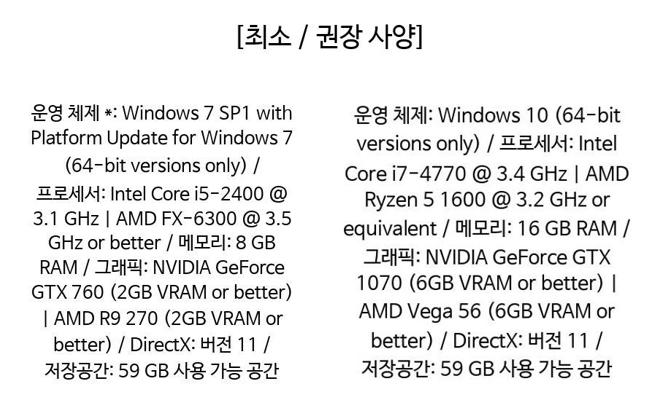 [최소 / 권장 사양]
운영 체제 *: Windows 7 SP1 with
Platform Update for Windows 7
(64-bit versions only) /
프로세서: Intel Core i5-2400 @
3.1 GHz | AMD FX-6300 @ 3.5
GHz or better / 메모리: 8 GB
RAM / 그래픽: NVIDIA GeForce
GTX 760 (2GB VRAM or better)
| AMD R9 270 (2GB VRAM or
better) / DirectX: 버전 11 /
저장공간: 59 GB 사용 가능 공간
운영 체제: Windows 10 (64-bit
versions only) / 프로세서: Intel
Core i7-4770 @ 3.4 GHz | AMD
Ryzen 5 1600 @ 3.2 GHz or
equivalent / 메모리: 16 GB RAM /
그래픽: NVIDIA GeForce GTX
1070 (6GB VRAM or better) |
AMD Vega 56 (6GB VRAM or
better) / DirectX: 버전 11 /
저장공간: 59 GB 사용 가능 공간